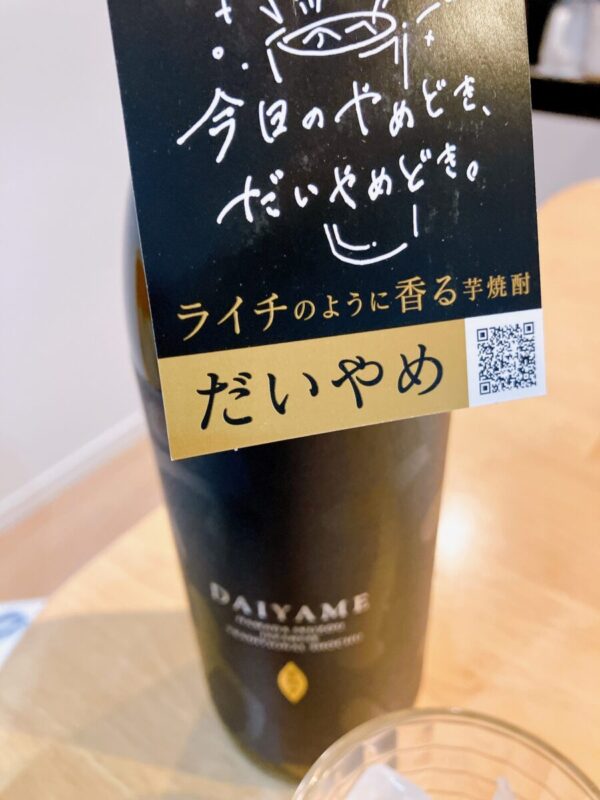 今日のやめどき、
だいやめどき。
ライチのように香る芋焼酎
だいやめ
DAIYAME